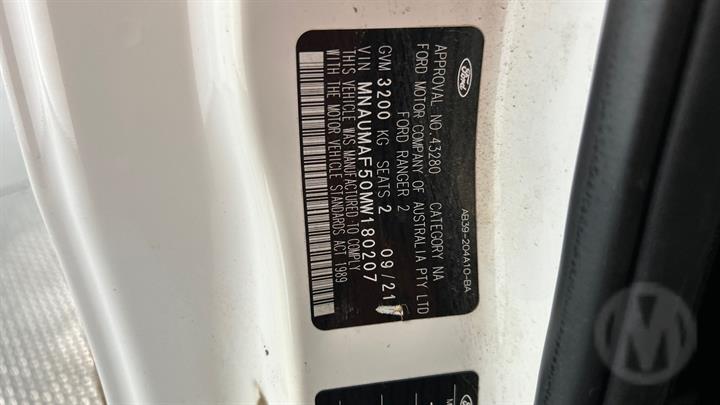 Ford
AB39-204A10-BA
APPROVAL NO. 43280 CATEGORY NA
FORD MOTOR COMPANY OF AUSTRALIA PTY LTD
FORD RANGER 2
09/21
GVM 3200 KG SEATS 2
VIN MNAUMAF50MW180207
THIS VEHICLE WAS MANUFACTURED TO COMPLY
WITH THE MOTOR VEHICLE STANDARDS ACT 1989
M